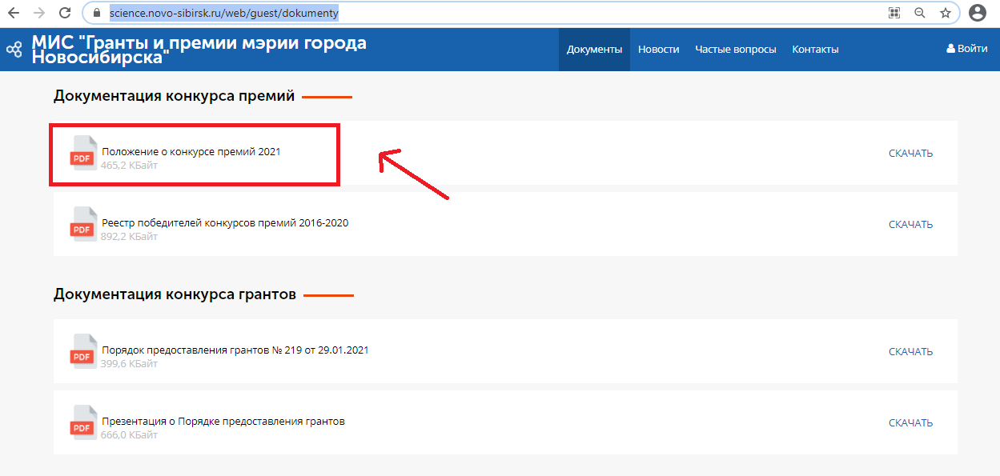 science.novo-sibirsk.ru/web/guest/dokumenty
МИС "Гранты и премии мэрии города
Новосибирска"
Документы
Новости
Частые вопросы
Контакты
Войти
Документация конкурса премий
PDF
Положение о конкурсе премий 2021
465,2 КБайт
СКАЧАТЬ
PDF
Реестр победителей конкурсов премий 2016-2020
892,2 КБайт
СКАЧАТЬ
Документация конкурса грантов
PDF
Порядок предоставления грантов № 219 от 29.01.2021
399,6 КБайт
СКАЧАТЬ
PDF
Презентация о Порядке предоставления грантов
666,0 КБайт
СКАЧАТЬ